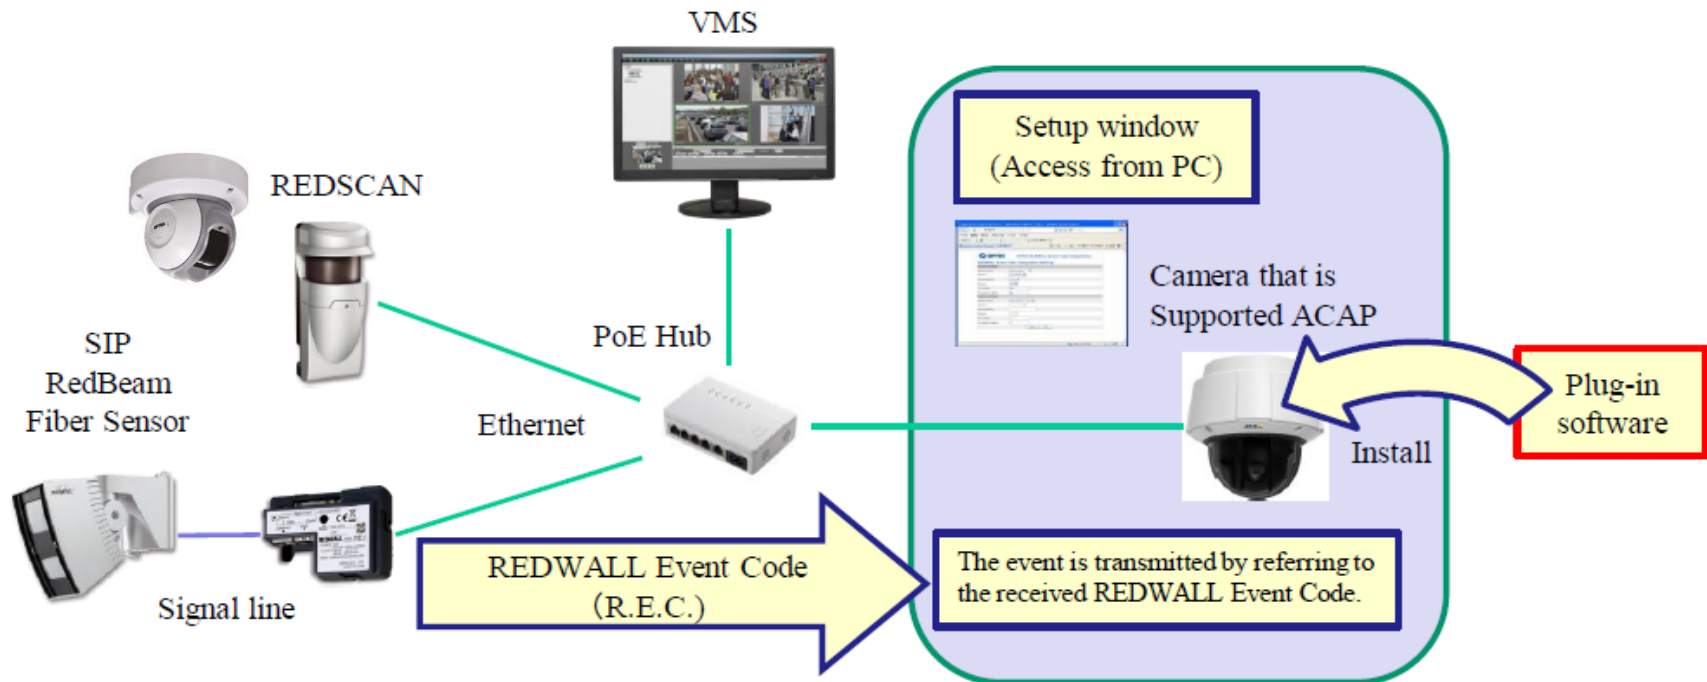 VMS
Setup window
(Access from PC)
REDSCAN
Camera that is
Supported ACAP
PoE Hub
SIP
RedBeam
Fiber Sensor
Ethernet
Plug-in
software
Install
REDWALL Event Code
(R.E.C.)
The event is transmitted by referring to
the received REDWALL Event Code.
Signal line